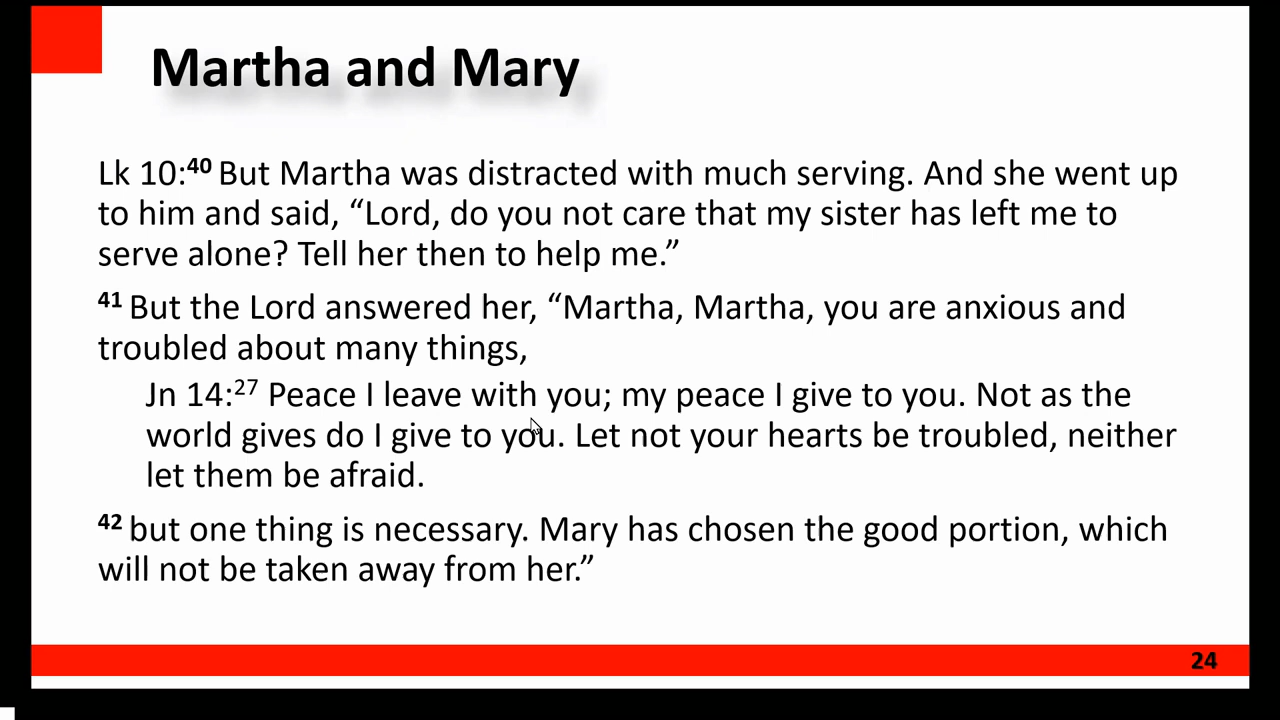 Martha and Mary
Lk 10:40 But Martha was distracted with much serving. And she went up
to him and said, “Lord, do you not care that my sister has left me to
serve alone? Tell her then to help me.”
41 But the Lord answered her, “Martha, Martha, you are anxious and
troubled about many things,
Jn 14:27 Peace I leave with you; my peace I give to you. Not as the
world gives do I give to you. Let not your hearts be troubled, neither
let them be afraid.
42 but one thing is necessary. Mary has chosen the good portion, which
will not be taken away from her.”
24